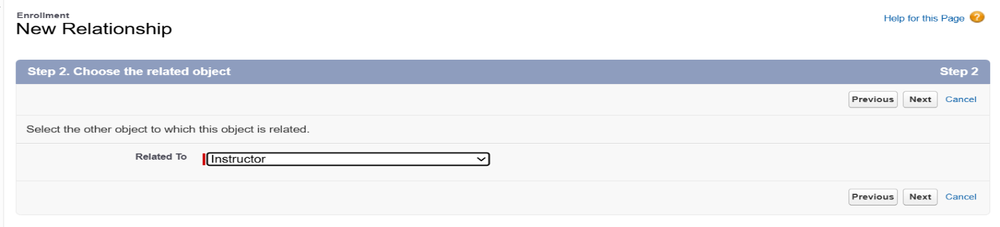 Enrollment
New Relationship
Help for this Page ?
Step 2. Choose the related object
Step 2
Previous Next Cancel
Select the other object to which this object is related.
Related To Instructor
Previous Next Cancel